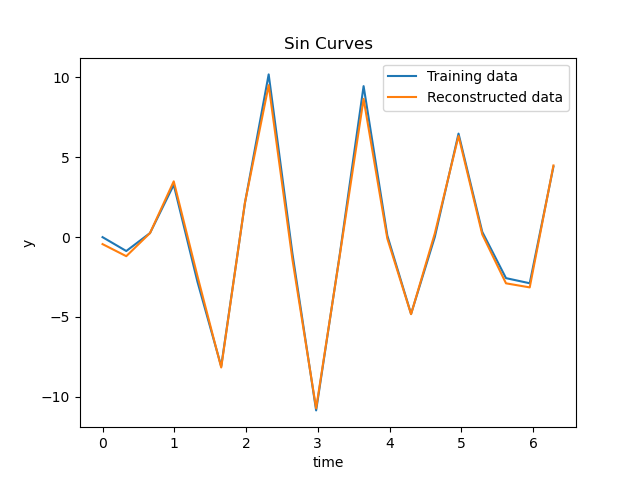 Sin Curves
Training data
Reconstructed data
10
5
0
−5
−10
y
0 1 2 3 4 5 6
time